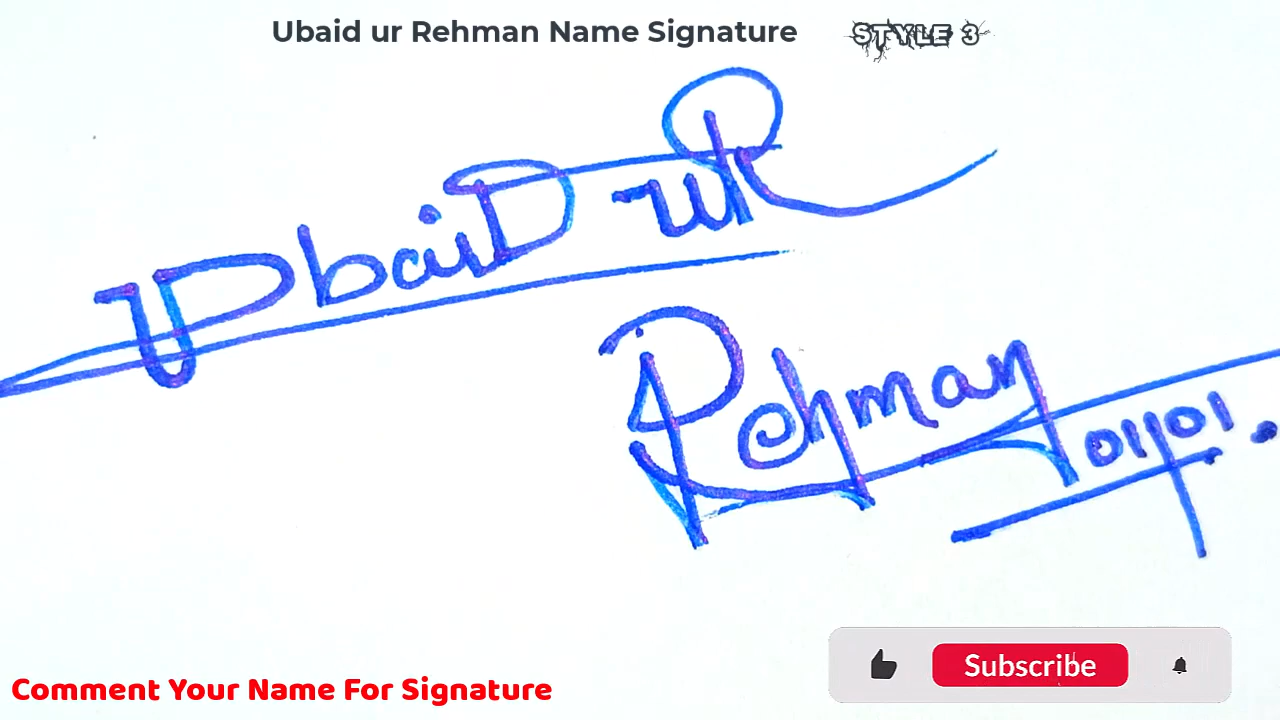 Ubaid ur Rehman Name Signature STYLE 3
UbaiD uR
Rehman
Comment Your Name For Signature
Subscribe